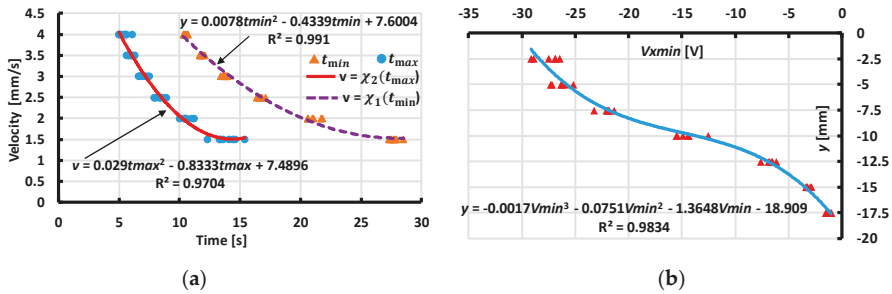 y = 0.0078tmin² - 0.4339tmin + 7.6004
R² = 0.991
t_min t_max
v = χ₂(t_max)
v = χ₁(t_min)
v = 0.029tmax² - 0.8333tmax + 7.4896
R² = 0.9704
Velocity [mm/s]
4.5
4
3.5
3
2.5
2
1.5
1
0.5
0
0 5 10 15 20 25 30
Time [s]
(a)
-35 -30 -25 -20 -15 -10 -5 0
Vxmin [V]
0
-2.5
-5
-7.5
-10
-12.5
-15
-17.5
-20
y [mm]
y = -0.0017Vmin³ - 0.0751Vmin² - 1.3648Vmin - 18.909
R² = 0.9834
(b)